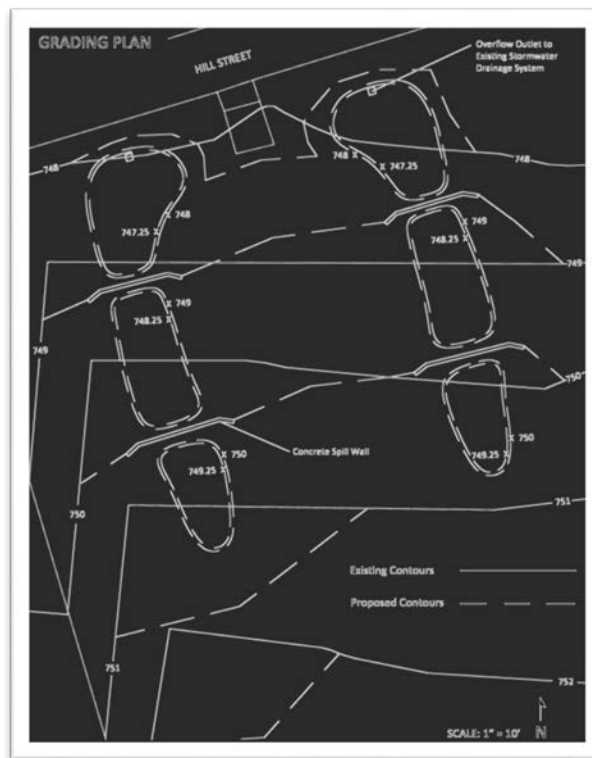 GRADING PLAN
HILL STREET
Overflow Outlet to
Existing Stormwater
Drainage System
748
748
748
747.25
748
747.25
749
748.25
749
749
748.25
749
750
750
749.25
Concrete Spill Wall
750
749.25
750
751
Existing Contours
Proposed Contours
751
752
SCALE: 1" = 10'
N